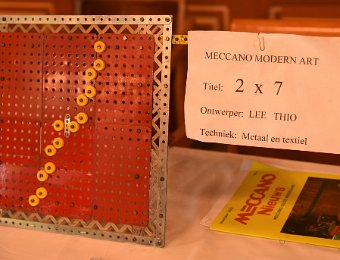 MECCANO MODERN ART
Titel: 2 x 7
Ontwerper: LEE THIO
Techniek: Metaal en textiel
MECCANO
Nieuws